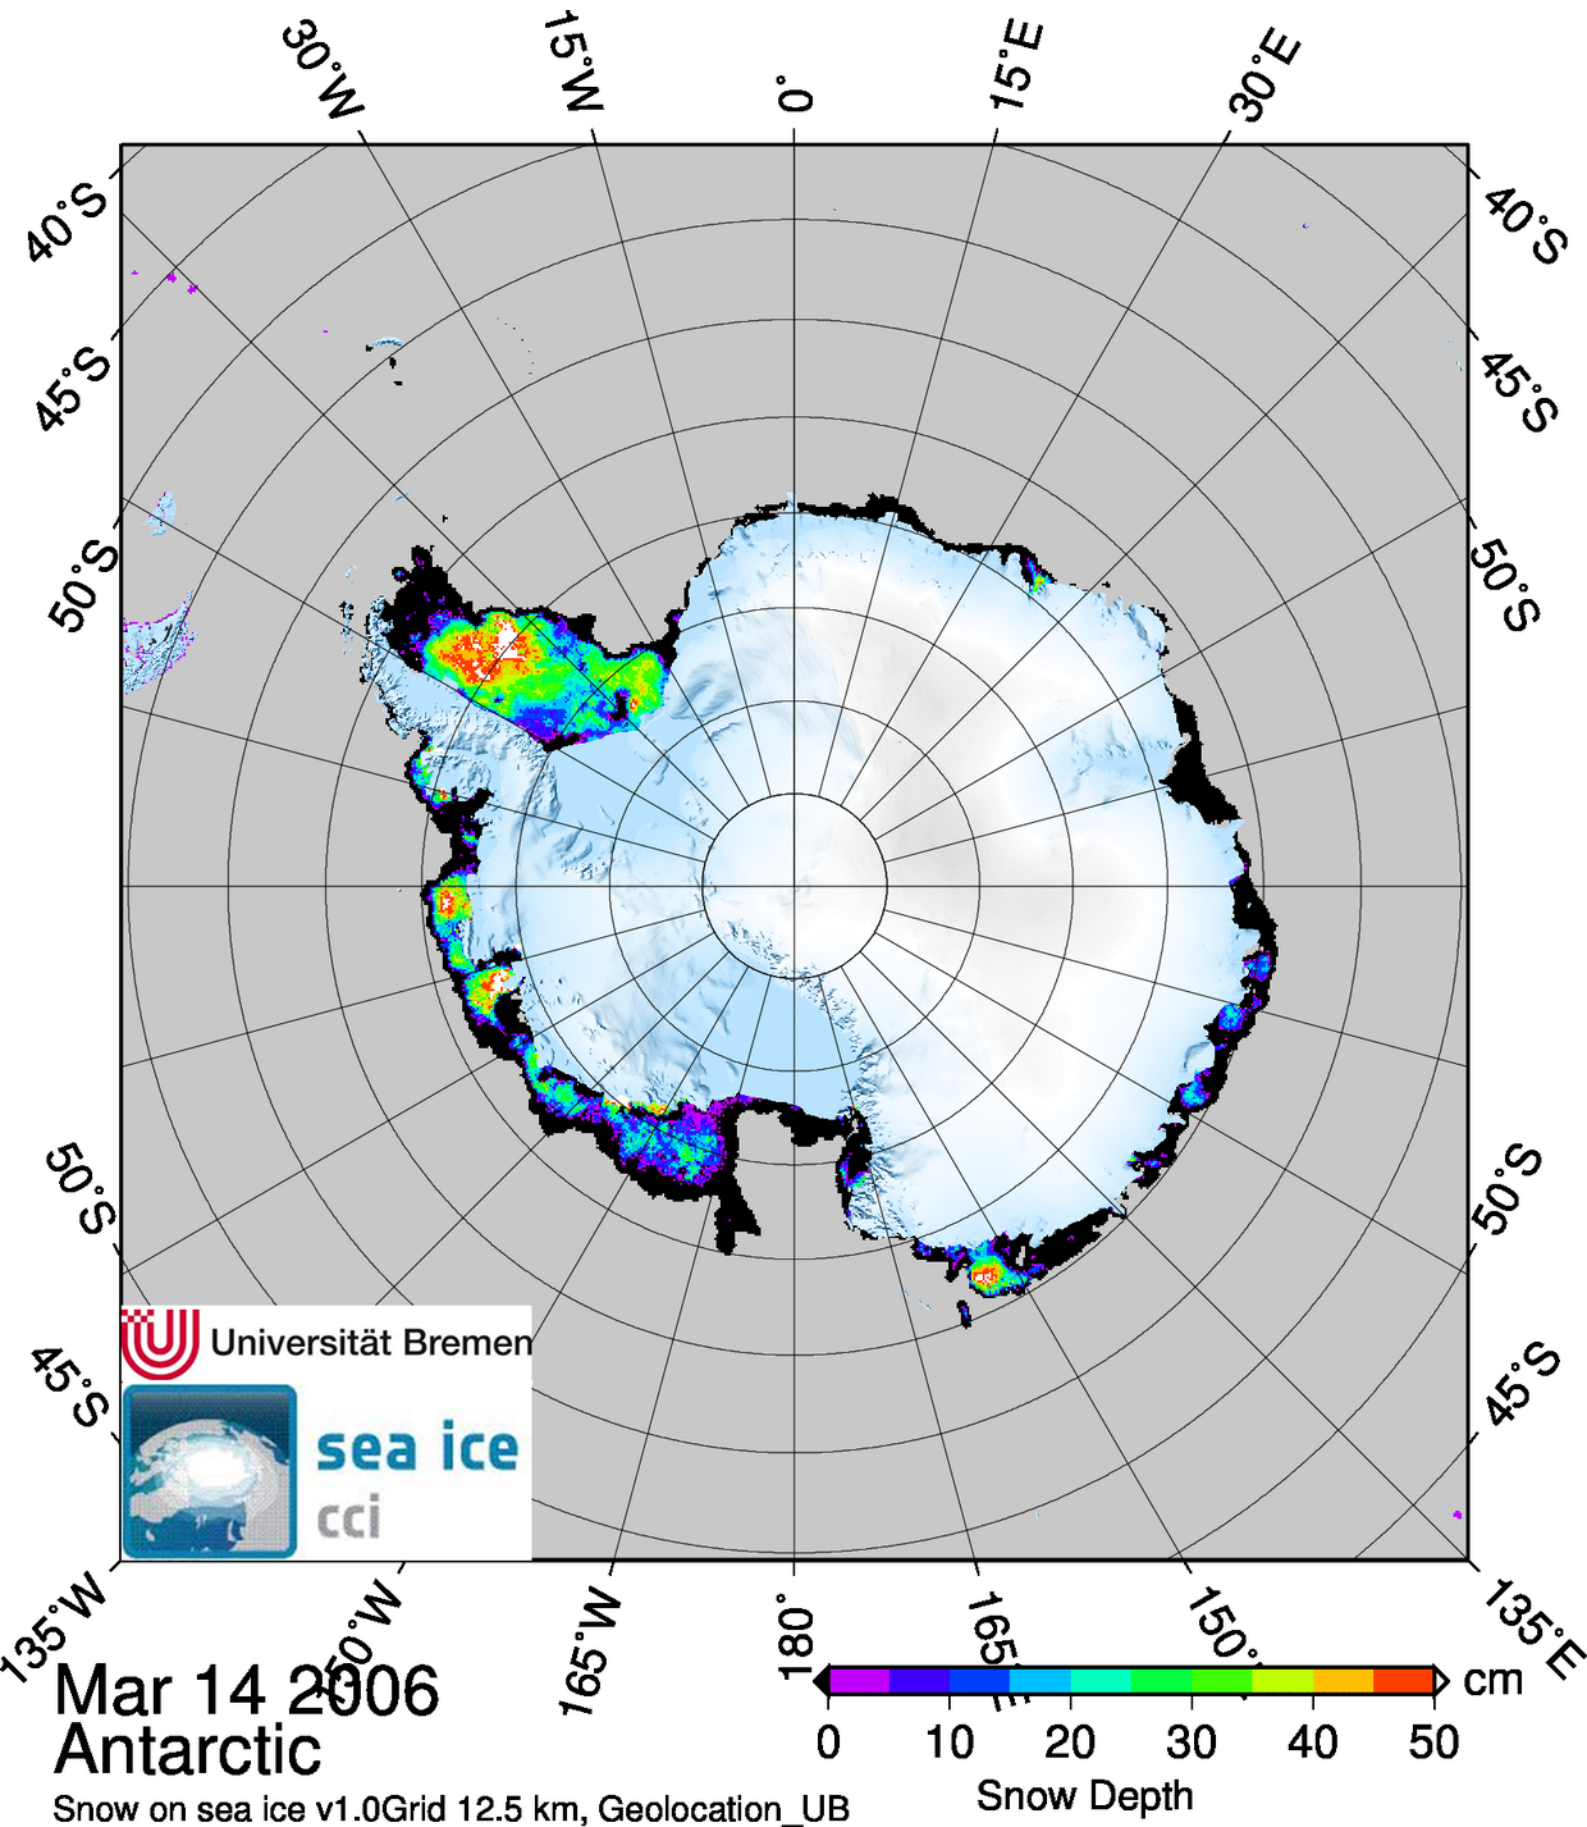 30°W 15°W 0° 15°E 30°E
40°S 40°S
45°S 45°S
50°S 50°S
50°S 50°S
45°S 45°S
Universität Bremen
sea ice
cci
135°W 165°W 180° 165°E 150° 135°E
Mar 14 2006
Antarctic
Snow on sea ice v1.0Grid 12.5 km, Geolocation_UB
cm
0 10 20 30 40 50
Snow Depth